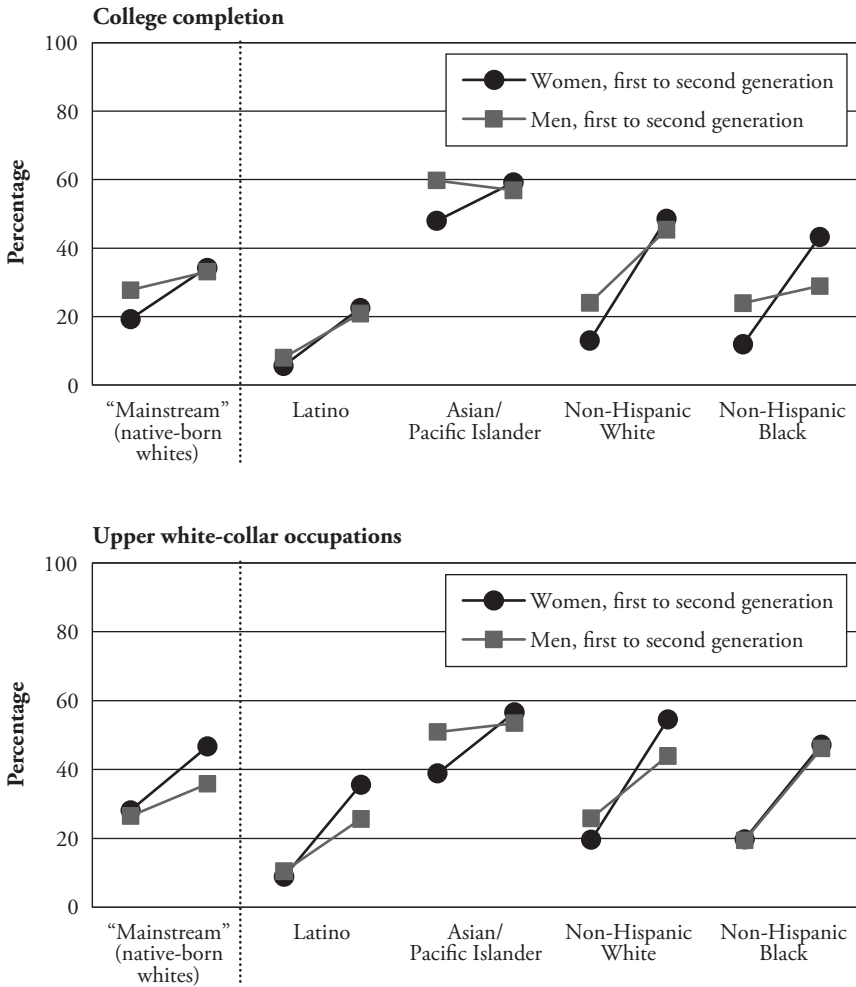 College completion
100
80
60
40
20
0
Percentage
Women, first to second generation
Men, first to second generation
“Mainstream”
(native-born
whites)
Latino
Asian/
Pacific Islander
Non-Hispanic
White
Non-Hispanic
Black
Upper white-collar occupations
100
80
60
40
20
0
Percentage
Women, first to second generation
Men, first to second generation
“Mainstream”
(native-born
whites)
Latino
Asian/
Pacific Islander
Non-Hispanic
White
Non-Hispanic
Black